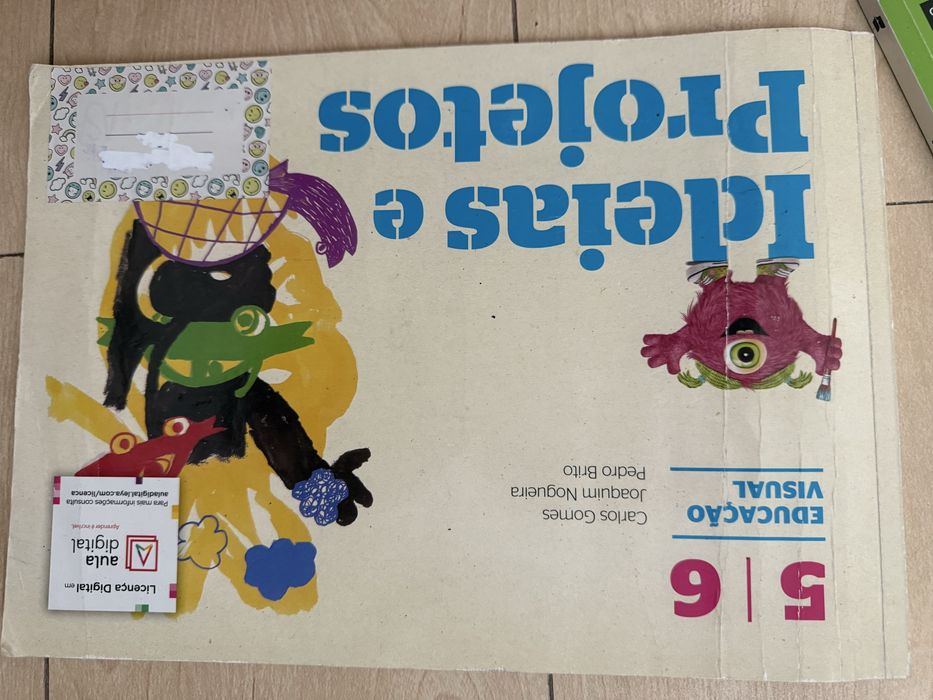 5 | 6
EDUCAÇÃO
VISUAL
Carlos Gomes
Joaquim Nogueira
Pedro Brito
Ideias e
Projetos
Licença Digital em
aula
digital
Aprender é incrível.
Para mais informações consulta
auladigital.leya.com/licenca